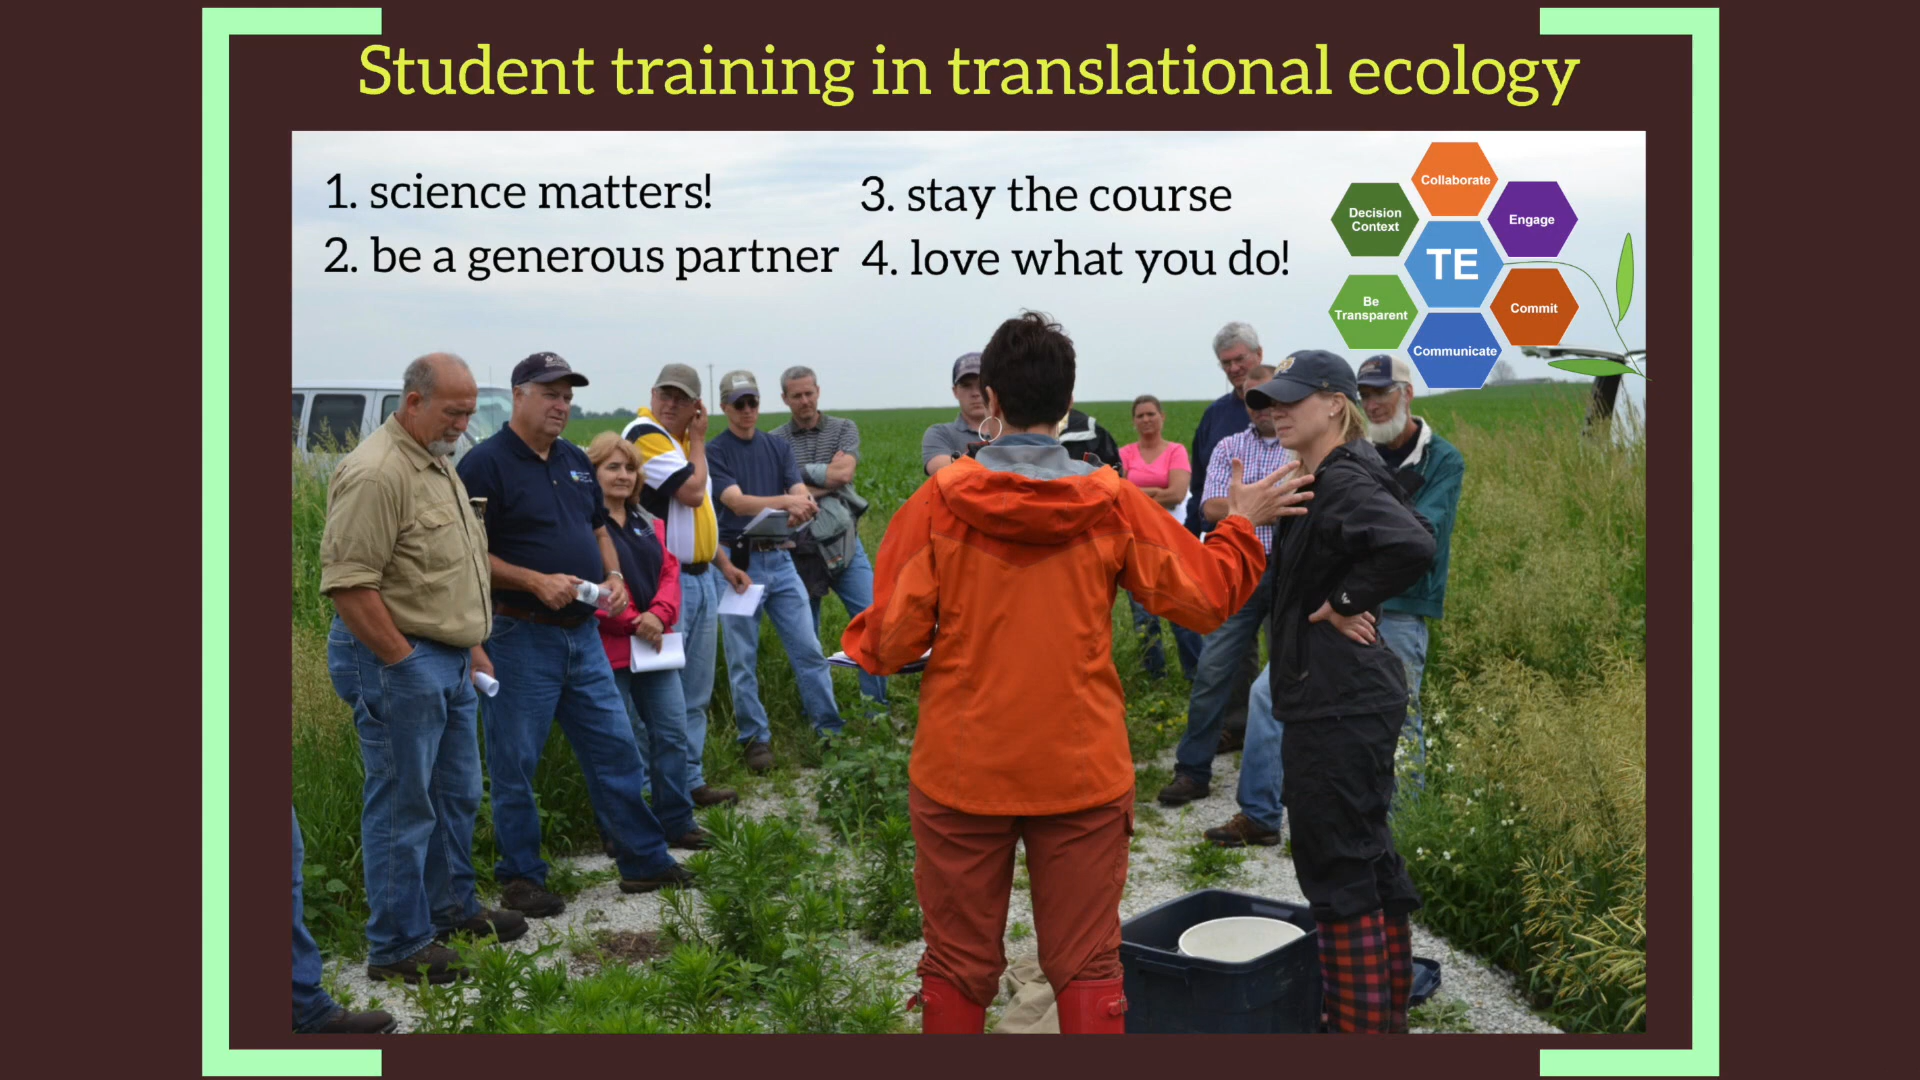 Student training in translational ecology
1. science matters!
2. be a generous partner
3. stay the course
4. love what you do!
Collaborate
Decision
Context
Engage
TE
Be
Transparent
Commit
Communicate